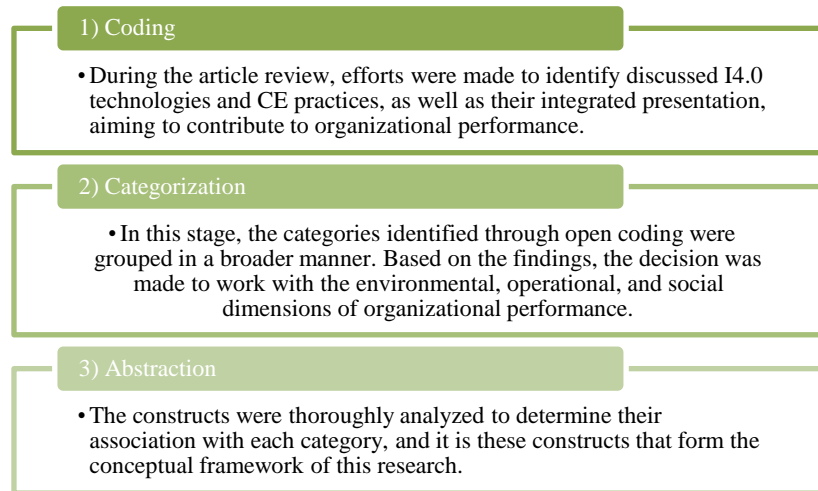 1) Coding
• During the article review, efforts were made to identify discussed I4.0
technologies and CE practices, as well as their integrated presentation,
aiming to contribute to organizational performance.
2) Categorization
• In this stage, the categories identified through open coding were
grouped in a broader manner. Based on the findings, the decision was
made to work with the environmental, operational, and social
dimensions of organizational performance.
3) Abstraction
• The constructs were thoroughly analyzed to determine their
association with each category, and it is these constructs that form the
conceptual framework of this research.